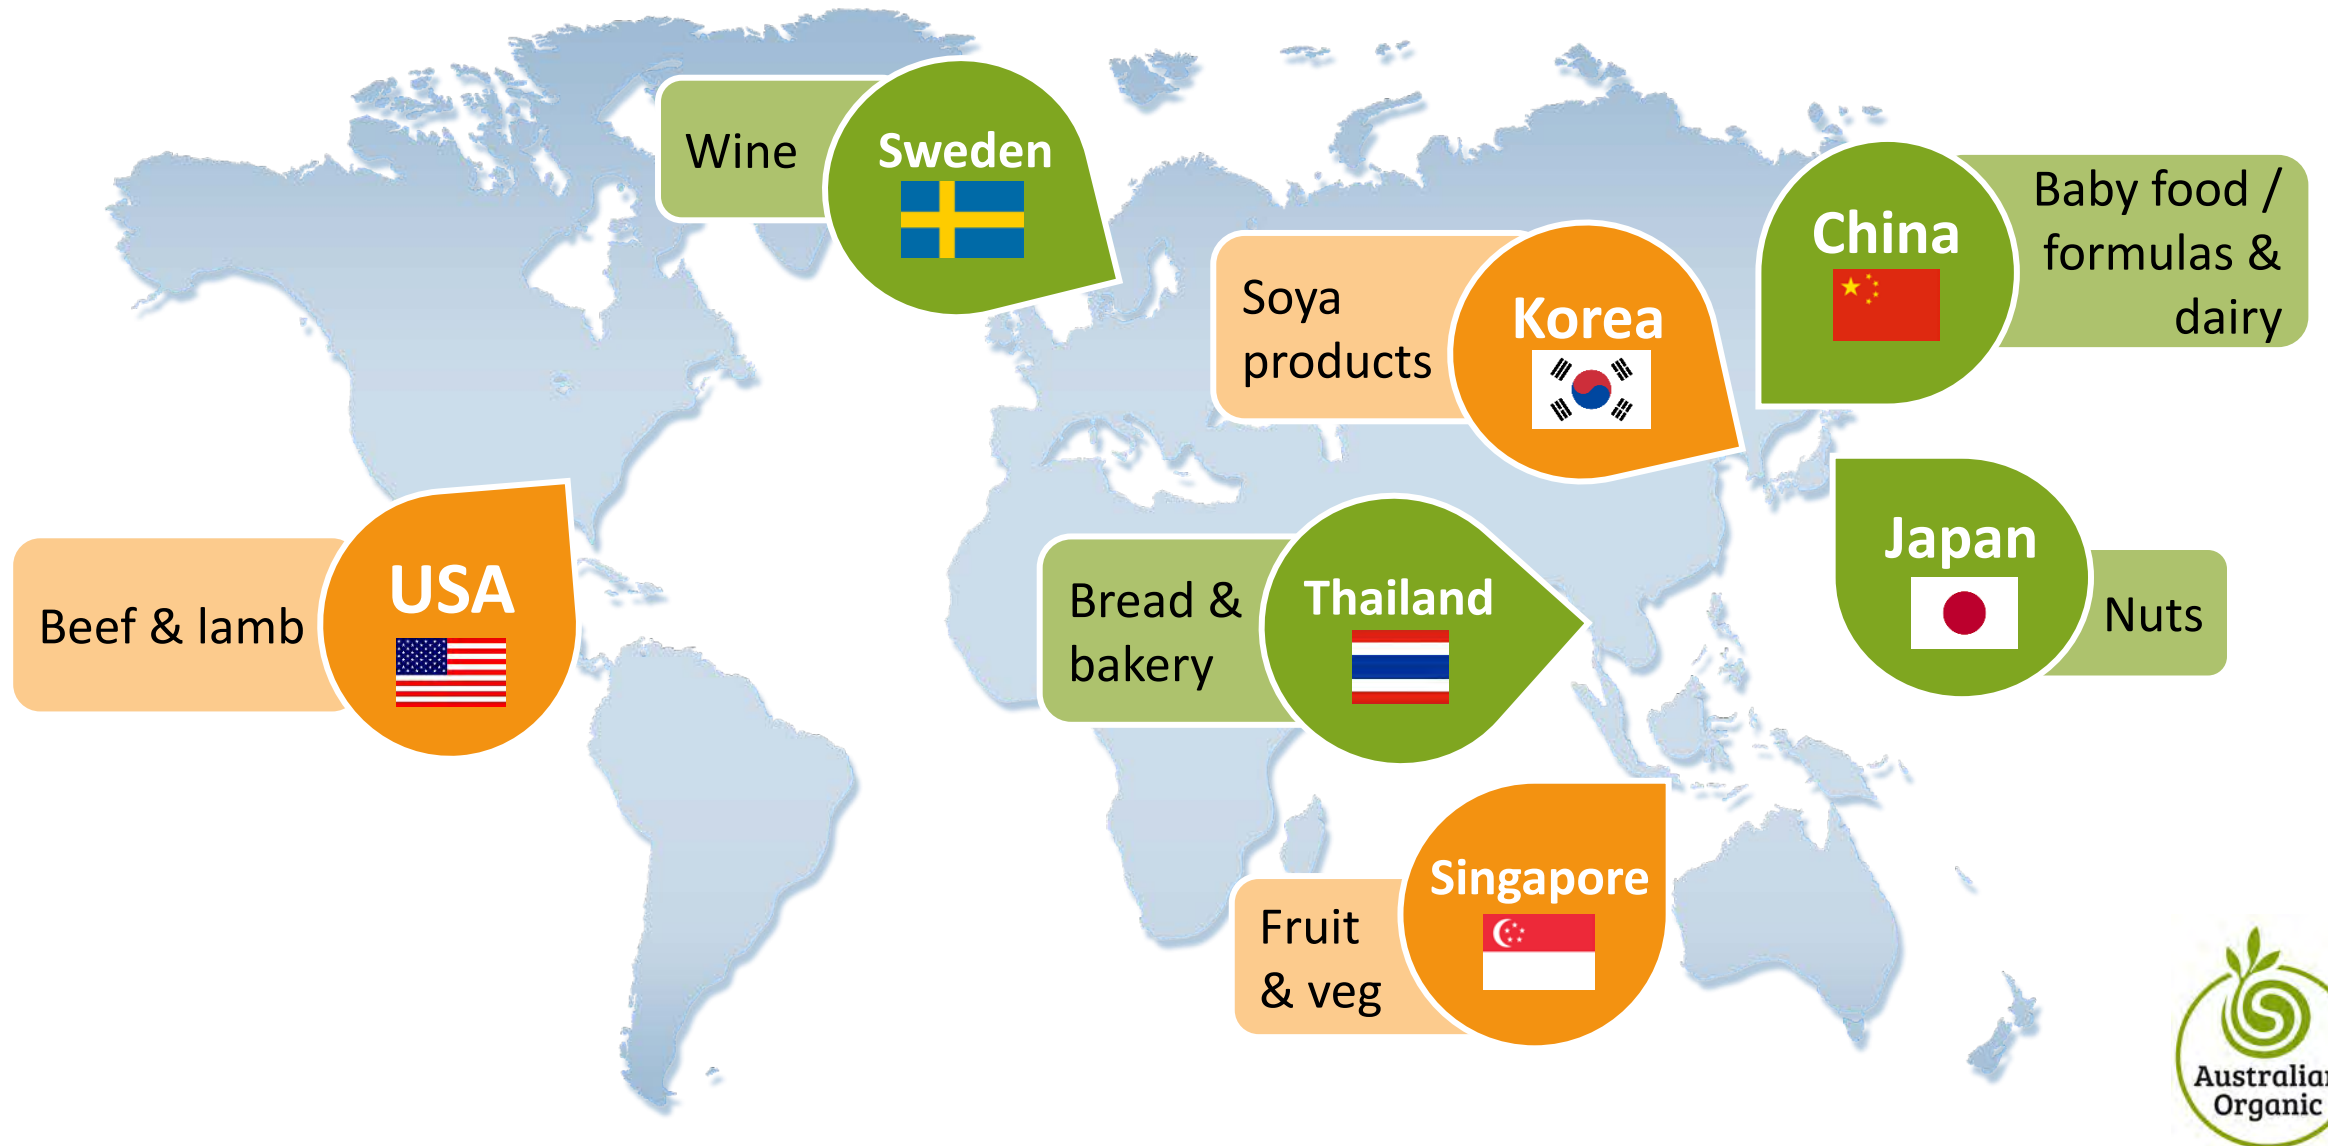 Wine
Sweden
China
Baby food /
formulas &
dairy
Soya
products
Korea
USA
Beef & lamb
Bread &
bakery
Thailand
Japan
Nuts
Singapore
Fruit
& veg
Australian
Organic